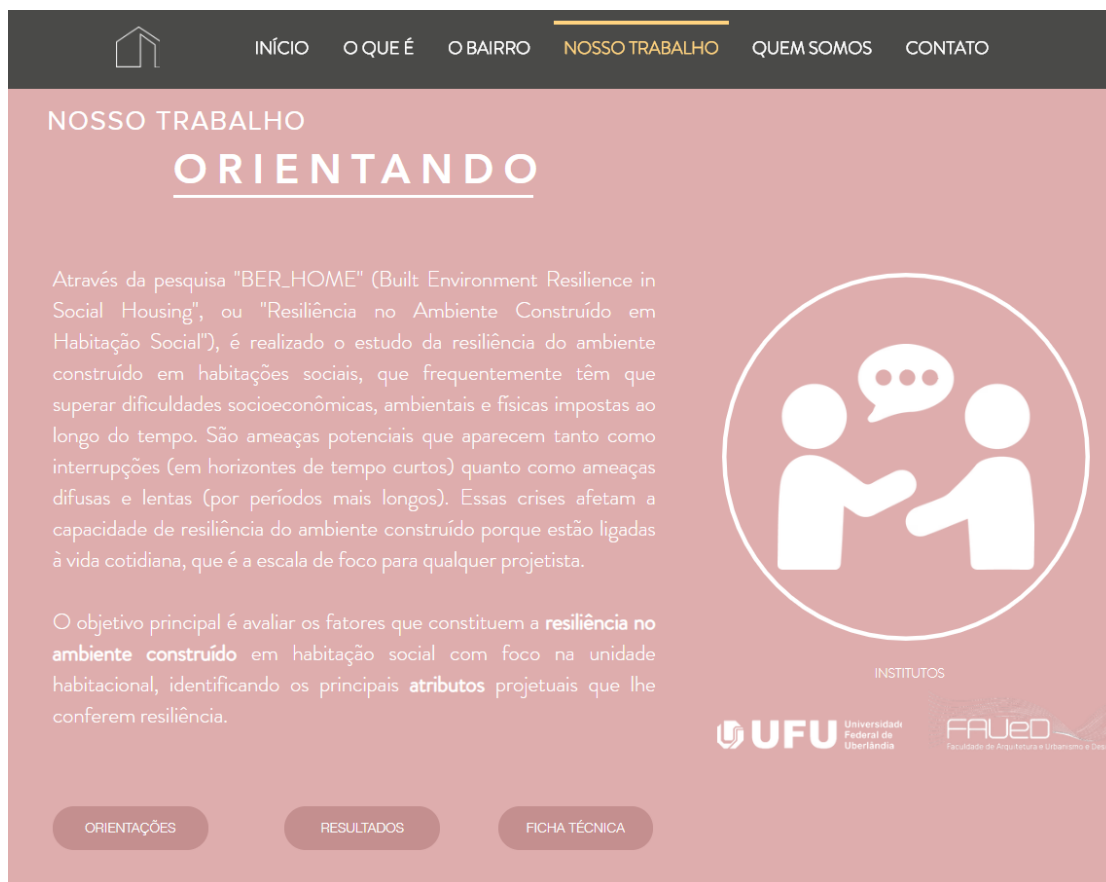 INÍCIO O QUE É O BAIRRO NOSSO TRABALHO QUEM SOMOS CONTATO
NOSSO TRABALHO
ORIENTANDO
Através da pesquisa "BER_HOME" (Built Environment Resilience in
Social Housing", ou "Resiliência no Ambiente Construído em
Habitação Social"), é realizado o estudo da resiliência do ambiente
construído em habitações sociais, que frequentemente têm que
superar dificuldades socioeconômicas, ambientais e físicas impostas ao
longo do tempo. São ameaças potenciais que aparecem tanto como
interrupções (em horizontes de tempo curtos) quanto como ameaças
difusas e lentas (por períodos mais longos). Essas crises afetam a
capacidade de resiliência do ambiente construído porque estão ligadas
à vida cotidiana, que é a escala de foco para qualquer projetista.
O objetivo principal é avaliar os fatores que constituem a resiliência no
ambiente construído em habitação social com foco na unidade
habitacional, identificando os principais atributos projetuais que lhe
conferem resiliência.
INSTITUTOS
UFU
Universidade
Federal de
Uberlândia
FAUeD
Faculdade de Arquitetura e Urbanismo e Des
ORIENTAÇÕES RESULTADOS FICHA TÉCNICA